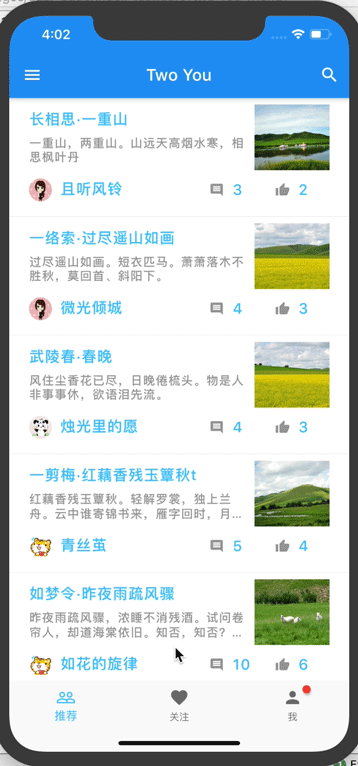 4:02
Two You
长相思·一重山
一重山，两重山。山远天高烟水寒，相
思枫叶丹
且听风铃 3 2
一络索·过尽遥山如画
过尽遥山如画。短衣匹马。萧萧落木不
胜秋，莫回首、斜阳下。
微光倾城 4 3
武陵春·春晚
风住尘香花已尽，日晚倦梳头。物是人
非事事休，欲语泪先流。
烛光里的愿 4 3
一剪梅·红藕香残玉簟秋t
红藕香残玉簟秋。轻解罗裳，独上兰
舟。云中谁寄锦书来，雁字回时，月...
青丝茧 5 4
如梦令·昨夜雨疏风骤
昨夜雨疏风骤，浓睡不消残酒。试问卷
帘人，却道海棠依旧。知否，知否？...
如花的旋律 10 6
推荐 关注 我